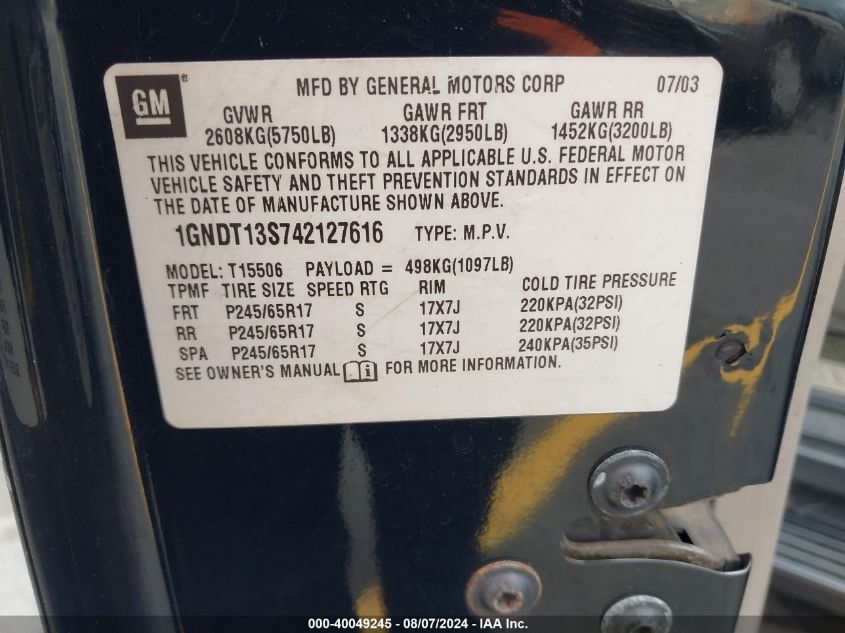 GM
MFD BY GENERAL MOTORS CORP 07/03
GVWR GAWR FRT GAWR RR
2608KG(5750LB) 1338KG(2950LB) 1452KG(3200LB)
THIS VEHICLE CONFORMS TO ALL APPLICABLE U.S. FEDERAL MOTOR
VEHICLE SAFETY AND THEFT PREVENTION STANDARDS IN EFFECT ON
THE DATE OF MANUFACTURE SHOWN ABOVE.
1GNDT13S742127616 TYPE: M.P.V.
MODEL: T15506 PAYLOAD = 498KG(1097LB)
TPMF TIRE SIZE SPEED RTG RIM COLD TIRE PRESSURE
FRT P245/65R17 S 17X7J 220KPA(32PSI)
RR P245/65R17 S 17X7J 220KPA(32PSI)
SPA P245/65R17 S 17X7J 240KPA(35PSI)
SEE OWNER'S MANUAL i FOR MORE INFORMATION.
000-40049245 - 08/07/2024 - IAA Inc.